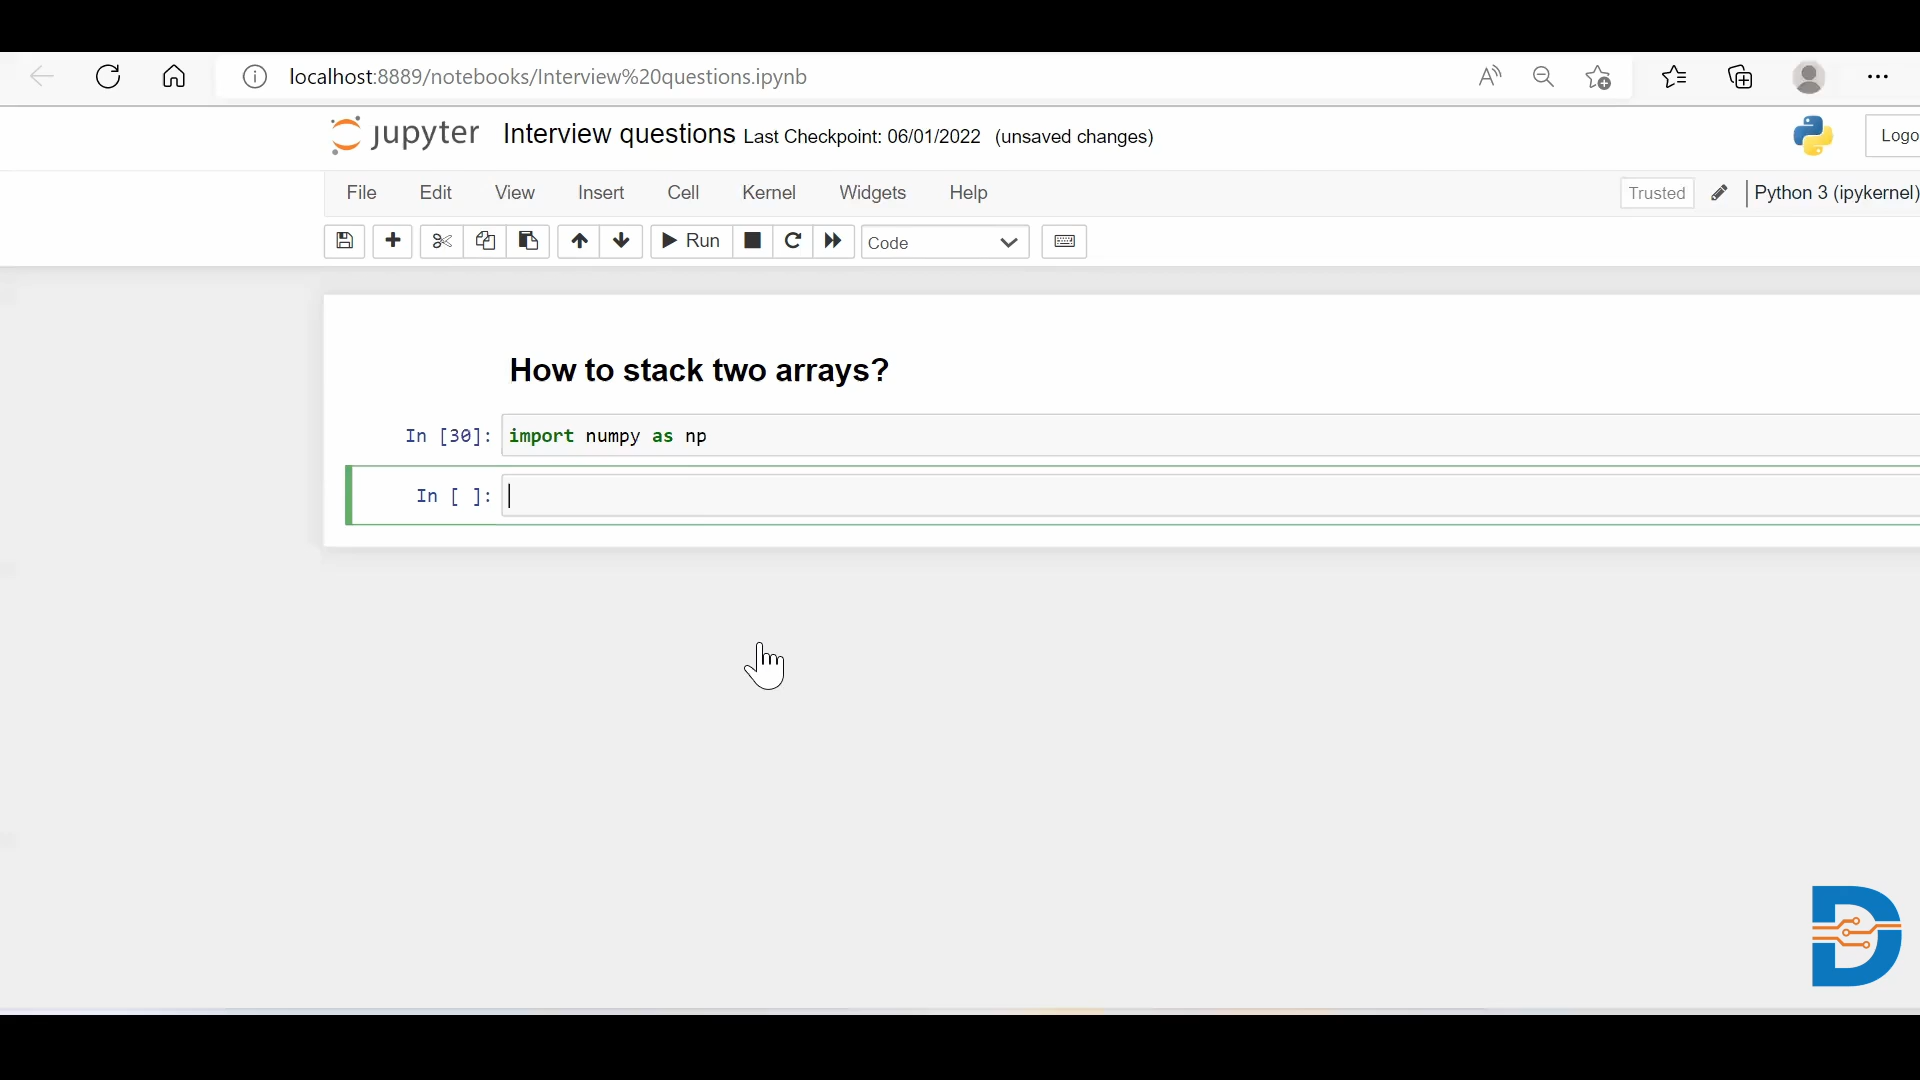 localhost:8889/notebooks/Interview%20questions.ipynb
jupyter Interview questions Last Checkpoint: 06/01/2022 (unsaved changes)
Logo
File Edit View Insert Cell Kernel Widgets Help Trusted Python 3 (ipykernel)
Run Code
How to stack two arrays?
In [30]: import numpy as np
In [ ]: